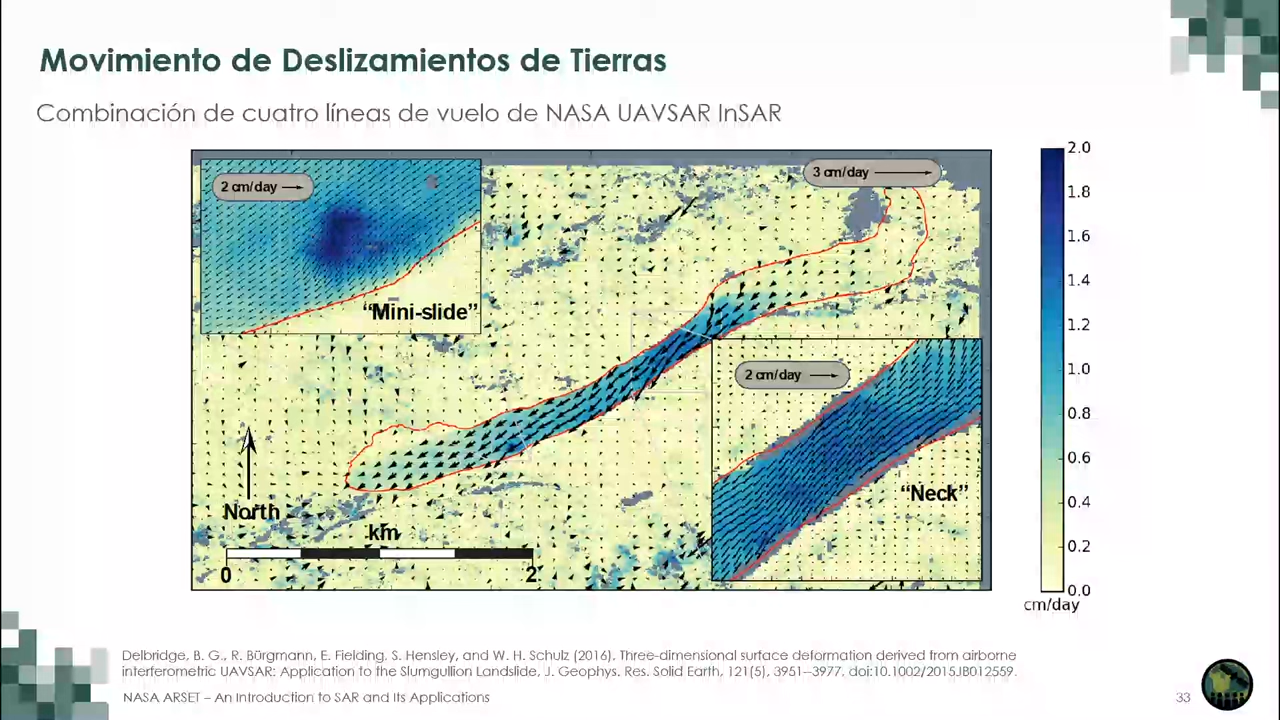 Movimiento de Deslizamientos de Tierras
Combinación de cuatro líneas de vuelo de NASA UAVSAR InSAR
2 cm/day
3 cm/day
“Mini-slide”
2 cm/day
“Neck”
North
km
0
2
2.0
1.8
1.6
1.4
1.2
1.0
0.8
0.6
0.4
0.2
0.0
cm/day
Delbridge, B. G., R. Bürgmann, E. Fielding, S. Hensley, and W. H. Schulz (2016), Three-dimensional surface deformation derived from airborne
interferometric UAVSAR: Application to the Slumgullion Landslide, J. Geophys. Res. Solid Earth, 121(5), 3951–3977, doi:10.1002/2015JB012559.
NASA ARSET – An Introduction to SAR and Its Applications
33